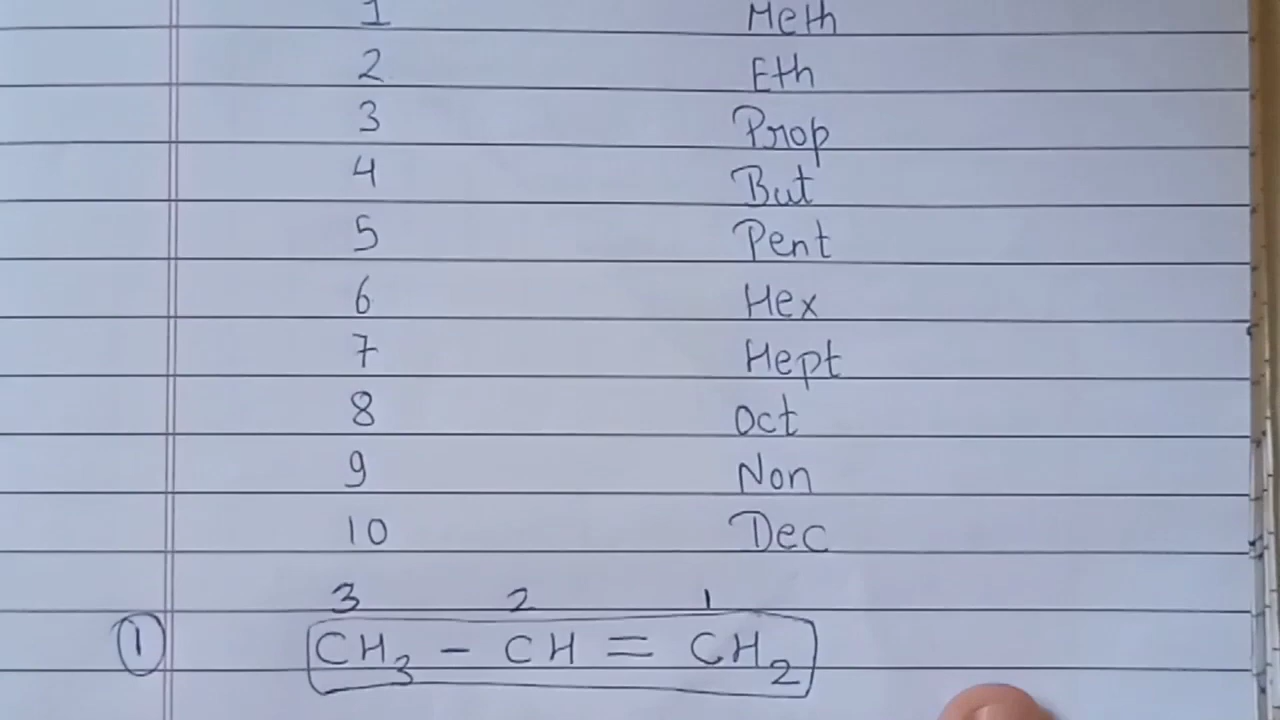 1 Meth
2 Eth
3 Prop
4 But
5 Pent
6 Hex
7 Hept
8 Oct
9 Non
10 Dec
3 2 1
① CH₃ - CH = CH₂